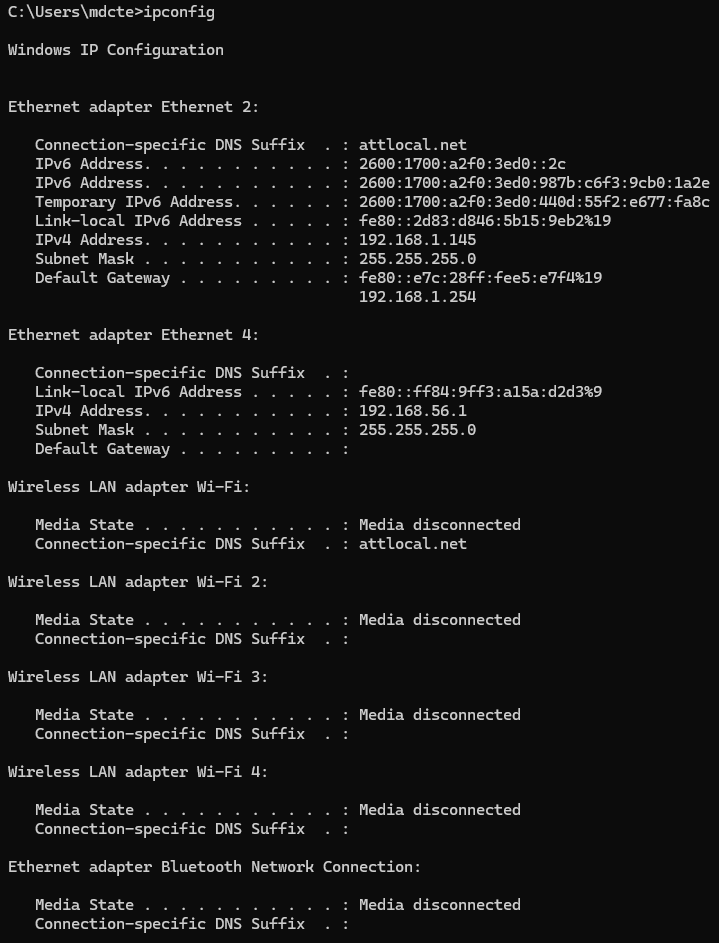 C:\Users\mdcte>ipconfig
Windows IP Configuration
Ethernet adapter Ethernet 2:
Connection-specific DNS Suffix  . : attlocal.net
IPv6 Address. . . . . . . . . . . : 2600:1700:a2f0:3ed0::2c
IPv6 Address. . . . . . . . . . . : 2600:1700:a2f0:3ed0:987b:c6f3:9cb0:1a2e
Temporary IPv6 Address. . . . . . : 2600:1700:a2f0:3ed0:440d:55f2:e677:fa8c
Link-local IPv6 Address . . . . . : fe80::2d83:d846:5b15:9eb2%19
IPv4 Address. . . . . . . . . . . : 192.168.1.145
Subnet Mask . . . . . . . . . . . : 255.255.255.0
Default Gateway . . . . . . . . . : fe80::e7c:28ff:fee5:e7f4%19
192.168.1.254
Ethernet adapter Ethernet 4:
Connection-specific DNS Suffix  . :
Link-local IPv6 Address . . . . . : fe80::ff84:9ff3:a15a:d2d3%9
IPv4 Address. . . . . . . . . . . : 192.168.56.1
Subnet Mask . . . . . . . . . . . : 255.255.255.0
Default Gateway . . . . . . . . . :
Wireless LAN adapter Wi-Fi:
Media State . . . . . . . . . . . : Media disconnected
Connection-specific DNS Suffix  . : attlocal.net
Wireless LAN adapter Wi-Fi 2:
Media State . . . . . . . . . . . : Media disconnected
Connection-specific DNS Suffix  . :
Wireless LAN adapter Wi-Fi 3:
Media State . . . . . . . . . . . : Media disconnected
Connection-specific DNS Suffix  . :
Wireless LAN adapter Wi-Fi 4:
Media State . . . . . . . . . . . : Media disconnected
Connection-specific DNS Suffix  . :
Ethernet adapter Bluetooth Network Connection:
Media State . . . . . . . . . . . : Media disconnected
Connection-specific DNS Suffix  . :